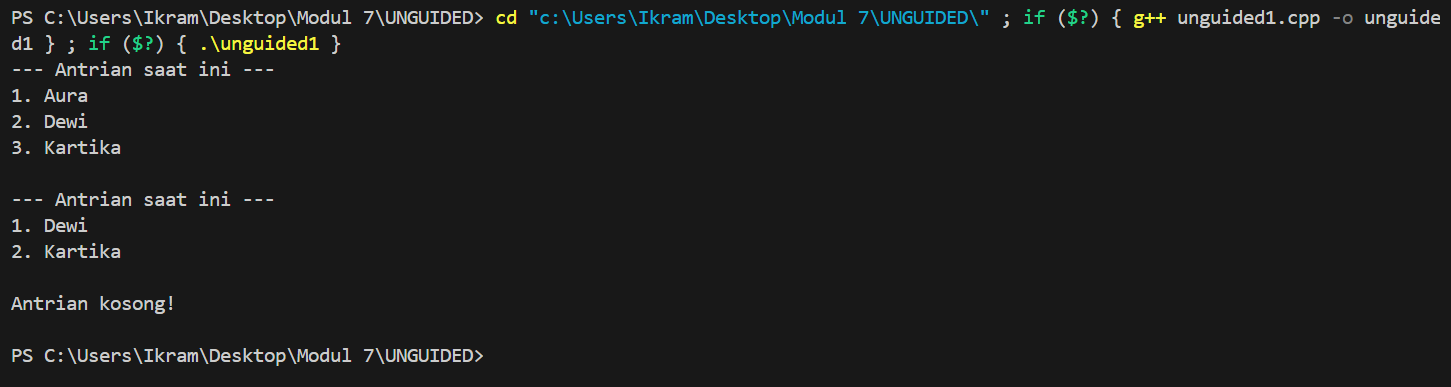 PS C:\Users\Ikram\Desktop\Modul 7\UNGUIDED> cd "c:\Users\Ikram\Desktop\Modul 7\UNGUIDED\" ; if ($?) { g++ unguided1.cpp -o unguide
d1 } ; if ($?) { .\unguided1 }
--- Antrian saat ini ---
1. Aura
2. Dewi
3. Kartika

--- Antrian saat ini ---
1. Dewi
2. Kartika

Antrian kosong!

PS C:\Users\Ikram\Desktop\Modul 7\UNGUIDED>